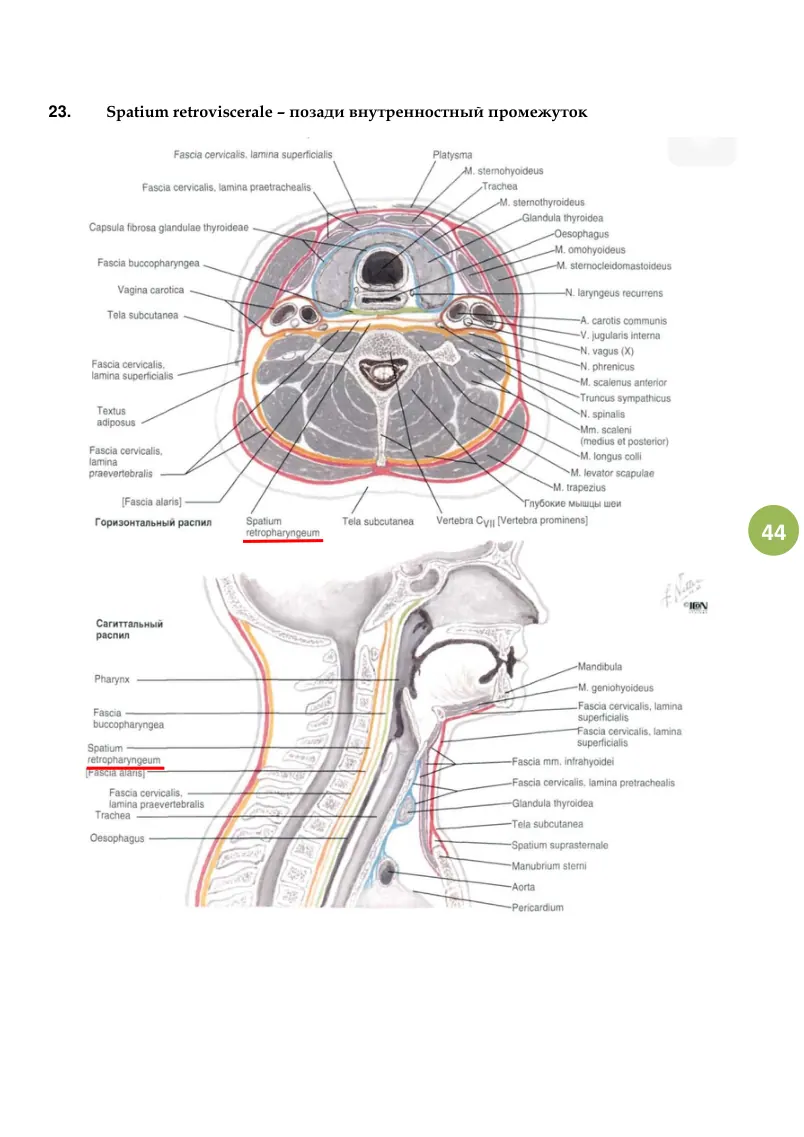 23. Spatium retroviscerale – позади внутренностный промежуток
Fascia cervicalis. lamina superficialis
Platysma
M. sternohyoideus
Fascia cervicalis, lamina praetrachealis
Trachea
M. sternothyroideus
Capsula fibrosa glandulae thyroideae
Glandula thyroidea
Oesophagus
M. omohyoideus
Fascia buccopharyngea
M. sternocleidomastoideus
Vagina carotica
N. laryngeus recurrens
Tela subcutanea
A. carotis communis
V. jugularis interna
N. vagus (X)
Fascia cervicalis,
lamina superficialis
N. phrenicus
M. scalenus anterior
Truncus sympathicus
Textus
adiposus
N. spinalis
Mm. scaleni
(medius et posterior)
Fascia cervicalis,
lamina
praevertebralis
M. longus colli
M. levator scapulae
M. trapezius
[Fascia alaris]
Глубокие мышцы шеи
Горизонтальный распил
Spatium
retropharyngeum
Tela subcutanea
Vertebra CVII [Vertebra prominens]
44
Сагиттальный
распил
Pharynx
Fascia
buccopharyngea
Spatium
retropharyngeum
[Fascia alaris]
Fascia cervicalis.
lamina praevertebralis
Trachea
Oesophagus
Mandibula
M. geniohyoideus
Fascia cervicalis, lamina
superficialis
Fascia cervicalis, lamina
superficialis
Fascia mm. infrahyoidei
Fascia cervicalis, lamina pretrachealis
Glandula thyroidea
Tela subcutanea
Spatium suprasternale
Manubrium sterni
Aorta
Pericardium